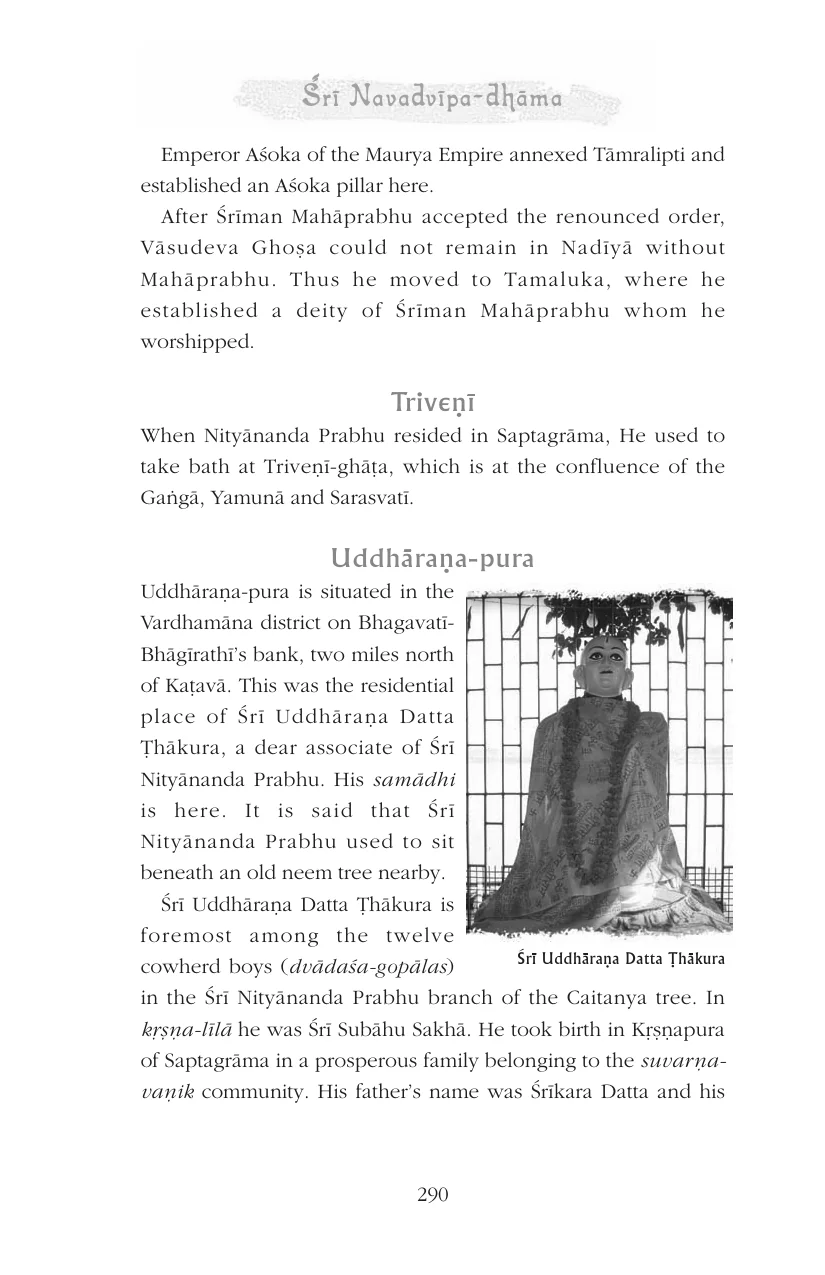 Śrī Navadvīpa-dhāma
Emperor Aśoka of the Maurya Empire annexed Tāmralipti and
established an Aśoka pillar here.
After Śrīman Mahāprabhu accepted the renounced order,
Vāsudeva Ghoṣa could not remain in Nadīyā without
Mahāprabhu. Thus he moved to Tamaluka, where he
established a deity of Śrīman Mahāprabhu whom he
worshipped.
Triveṇī
When Nityānanda Prabhu resided in Saptagrāma, He used to
take bath at Triveṇī-ghāṭa, which is at the confluence of the
Gaṅgā, Yamunā and Sarasvatī.
Uddhāraṇa-pura
Uddhāraṇa-pura is situated in the
Vardhamāna district on Bhagavatī-
Bhāgīrathī’s bank, two miles north
of Kaṭavā. This was the residential
place of Śrī Uddhāraṇa Datta
Ṭhākura, a dear associate of Śrī
Nityānanda Prabhu. His samādhi
is here. It is said that Śrī
Nityānanda Prabhu used to sit
beneath an old neem tree nearby.
Śrī Uddhāraṇa Datta Ṭhākura is
foremost among the twelve
cowherd boys (dvādaśa-gopālas)
Śrī Uddhāraṇa Datta Ṭhākura
in the Śrī Nityānanda Prabhu branch of the Caitanya tree. In
kṛṣṇa-līlā he was Śrī Subāhu Sakhā. He took birth in Kṛṣṇapura
of Saptagrāma in a prosperous family belonging to the suvarṇa-
vaṇik community. His father’s name was Śrīkara Datta and his
290